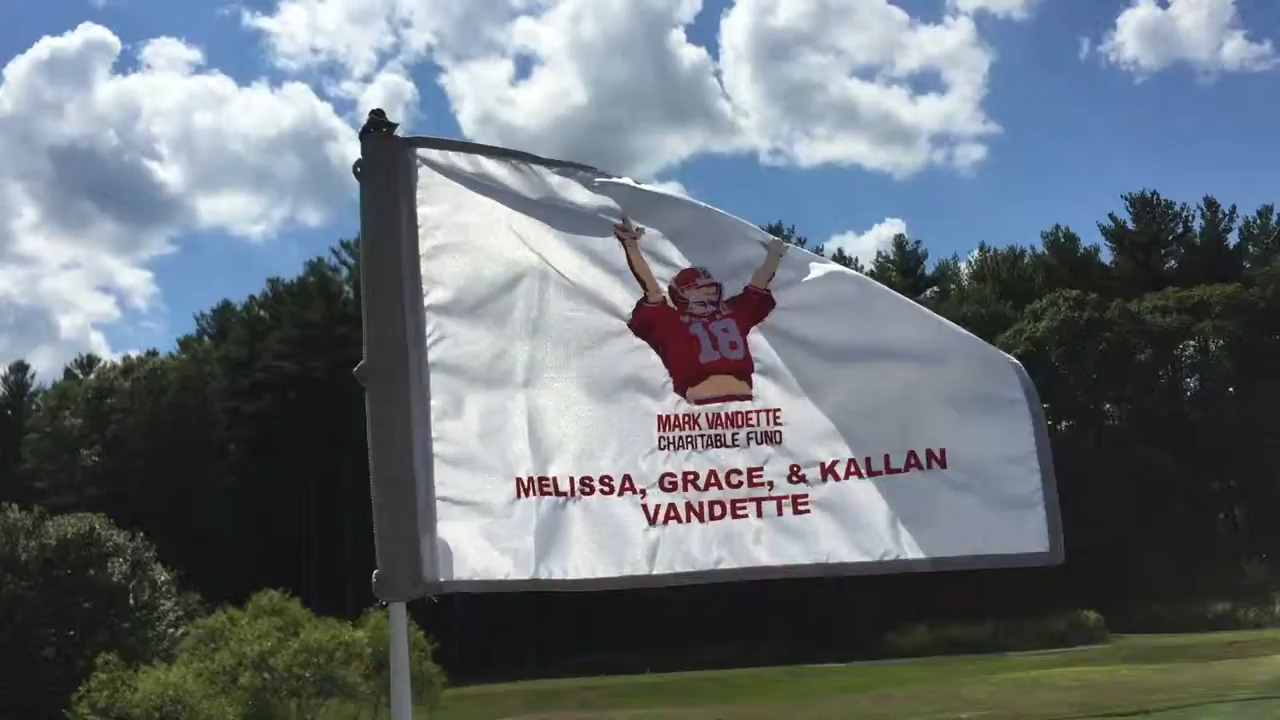 18
MARK VANDETTE
CHARITABLE FUND
MELISSA, GRACE, & KALLAN
VANDETTE